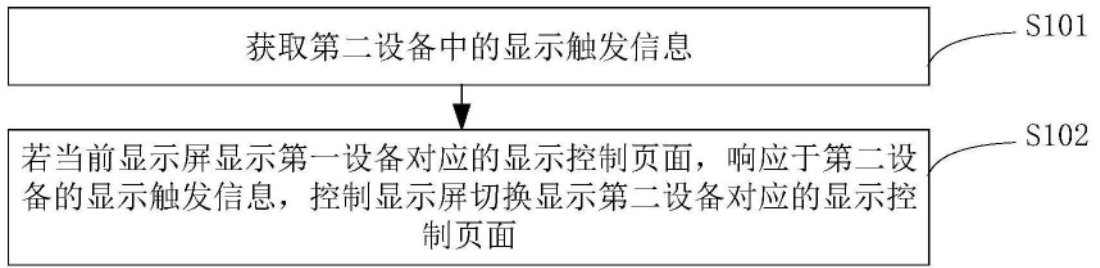 获取第二设备中的显示触发信息
S101
若当前显示屏显示第一设备对应的显示控制页面，响应于第二设
备的显示触发信息，控制显示屏切换显示第二设备对应的显示控
制页面
S102